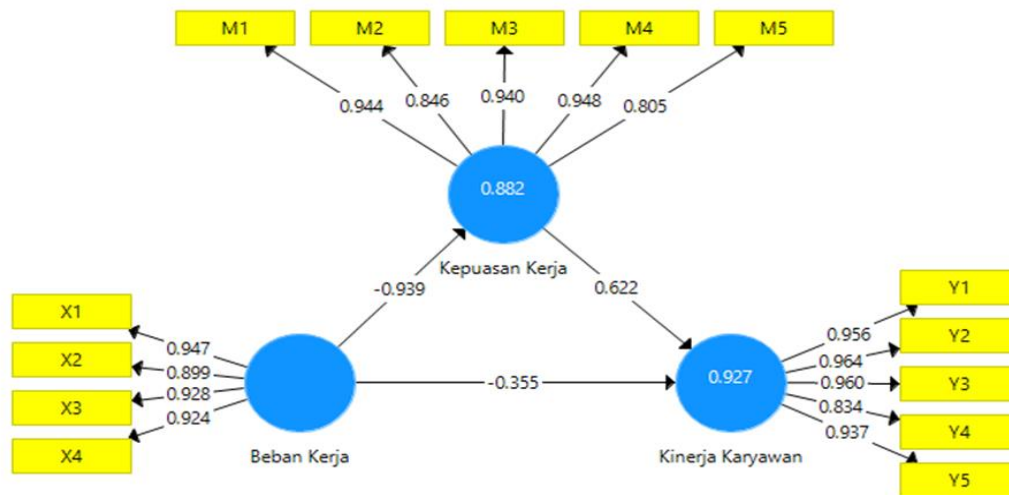 M1 M2 M3 M4 M5
0.944 0.846 0.940 0.948 0.805
0.882
Kepuasan Kerja
-0.939
0.622
X1
X2
X3
X4
0.947
0.899
0.928
0.924
Beban Kerja
-0.355
0.927
Kinerja Karyawan
0.956
0.964
0.960
0.834
0.937
Y1
Y2
Y3
Y4
Y5